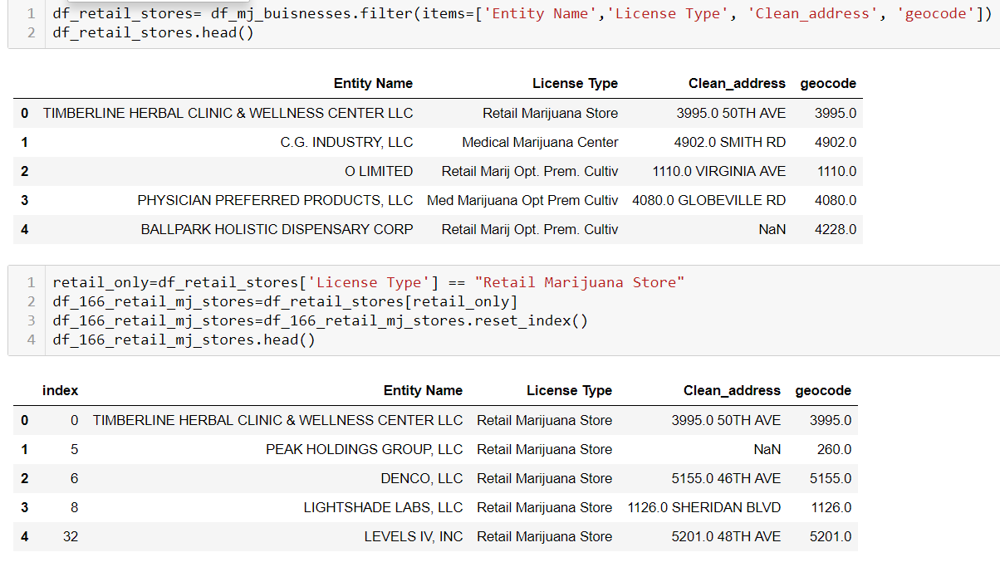 1 df_retail_stores= df_mj_buisnesses.filter(items=['Entity Name','License Type', 'Clean_address', 'geocode'])
2 df_retail_stores.head()
Entity Name License Type Clean_address geocode
0 TIMBERLINE HERBAL CLINIC & WELLNESS CENTER LLC Retail Marijuana Store 3995.0 50TH AVE 3995.0
1 C.G. INDUSTRY, LLC Medical Marijuana Center 4902.0 SMITH RD 4902.0
2 O LIMITED Retail Marij Opt. Prem. Cultiv 1110.0 VIRGINIA AVE 1110.0
3 PHYSICIAN PREFERRED PRODUCTS, LLC Med Marijuana Opt Prem Cultiv 4080.0 GLOBEVILLE RD 4080.0
4 BALLPARK HOLISTIC DISPENSARY CORP Retail Marij Opt. Prem. Cultiv NaN 4228.0
1 retail_only=df_retail_stores['License Type'] == "Retail Marijuana Store"
2 df_166_retail_mj_stores=df_retail_stores[retail_only]
3 df_166_retail_mj_stores=df_166_retail_mj_stores.reset_index()
4 df_166_retail_mj_stores.head()
index Entity Name License Type Clean_address geocode
0 0 TIMBERLINE HERBAL CLINIC & WELLNESS CENTER LLC Retail Marijuana Store 3995.0 50TH AVE 3995.0
1 5 PEAK HOLDINGS GROUP, LLC Retail Marijuana Store NaN 260.0
2 6 DENCO, LLC Retail Marijuana Store 5155.0 46TH AVE 5155.0
3 8 LIGHTSHADE LABS, LLC Retail Marijuana Store 1126.0 SHERIDAN BLVD 1126.0
4 32 LEVELS IV, INC Retail Marijuana Store 5201.0 48TH AVE 5201.0